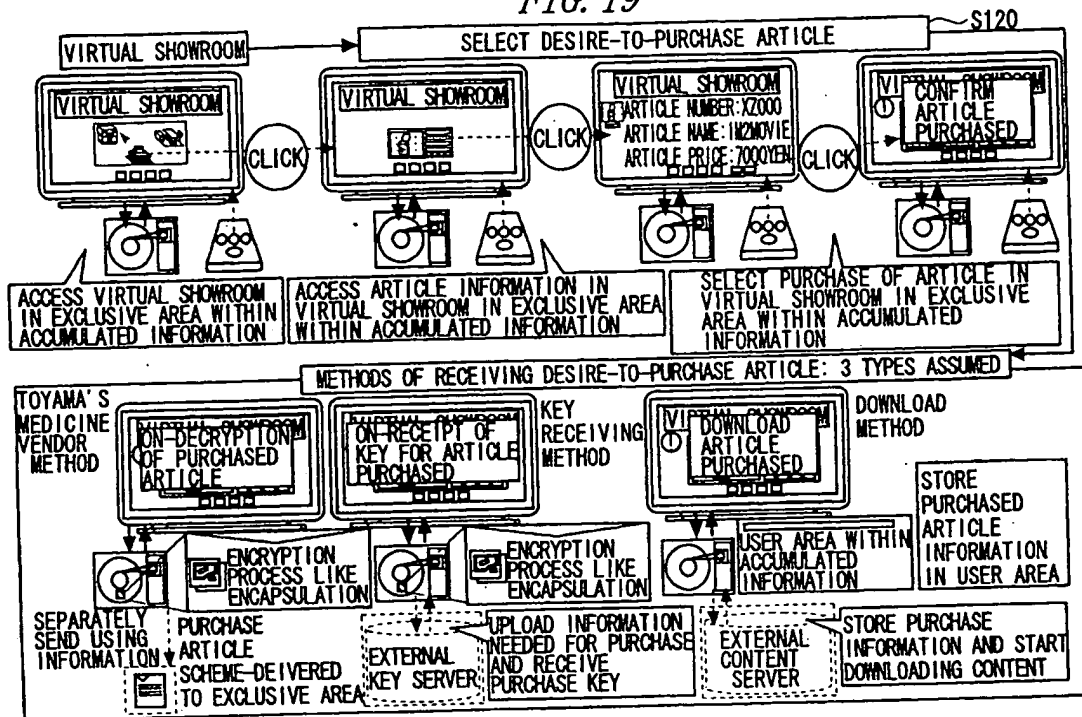 FIG. 19
S120
VIRTUAL SHOWROOM
SELECT DESIRE-TO-PURCHASE ARTICLE
VIRTUAL SHOWROOM
CLICK
VIRTUAL SHOWROOM
CLICK
VIRTUAL SHOWROOM
ARTICLE NUMBER:XZ000
ARTICLE NAME:IM2MOVIE
ARTICLE PRICE:7000YEN
CLICK
CONFIRM
ARTICLE
PURCHASED
ACCESS VIRTUAL SHOWROOM
IN EXCLUSIVE AREA WITHIN
ACCUMULATED INFORMATION
ACCESS ARTICLE INFORMATION IN
VIRTUAL SHOWROOM IN EXCLUSIVE AREA
WITHIN ACCUMULATED INFORMATION
SELECT PURCHASE OF ARTICLE IN
VIRTUAL SHOWROOM IN EXCLUSIVE
AREA WITHIN ACCUMULATED
INFORMATION
METHODS OF RECEIVING DESIRE-TO-PURCHASE ARTICLE: 3 TYPES ASSUMED
TOYAMA'S
MEDICINE
VENDOR
METHOD
ON-DECRYPTION
OF PURCHASED
ARTICLE
ON-RECEIPT OF
KEY FOR ARTICLE
PURCHASED
KEY
RECEIVING
METHOD
DOWNLOAD
ARTICLE
PURCHASED
DOWNLOAD
METHOD
ENCRYPTION
PROCESS LIKE
ENCAPSULATION
ENCRYPTION
PROCESS LIKE
ENCAPSULATION
USER AREA WITHIN
ACCUMULATED
INFORMATION
STORE
PURCHASED
ARTICLE
INFORMATION
IN USER AREA
SEPARATELY
SEND USING
INFORMATION
PURCHASE
ARTICLE
SCHEME-DEIVERED
TO EXCLUSIVE AREA
EXTERNAL
KEY SERVER
UPLOAD INFORMATION
NEEDED FOR PURCHASE
AND RECEIVE
PURCHASE KEY
EXTERNAL
CONTENT
SERVER
STORE PURCHASE
INFORMATION AND START
DOWNLOADING CONTENT